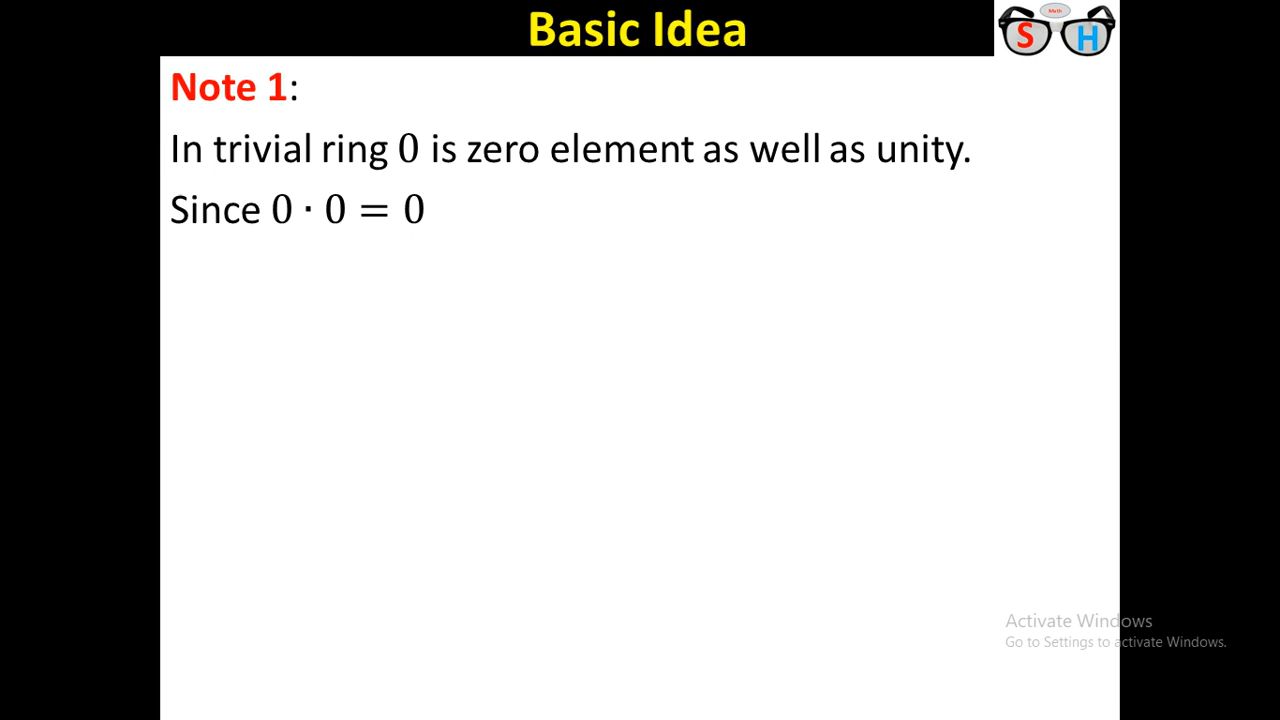 Basic Idea
Math
S H
Note 1:
In trivial ring 0 is zero element as well as unity.
Since 0 · 0 = 0
Activate Windows
Go to Settings to activate Windows.